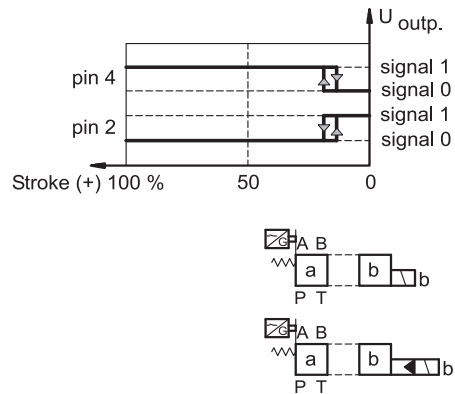 U outp.
pin 4
signal 1
signal 0
pin 2
signal 1
signal 0
Stroke (+) 100 % 50 0
G A B
a b b
P T
G A B
a b b
P T